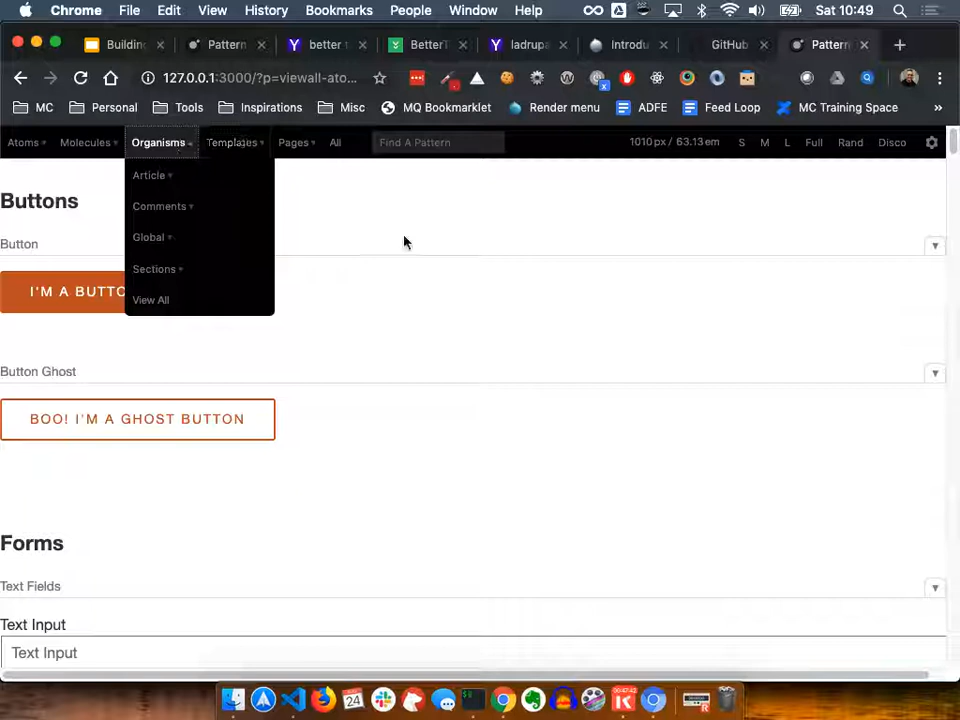 Chrome File Edit View History Bookmarks People Window Help Sat 10:49
Building Pattern better BetterT ladrupa Introdu GitHub Pattern
127.0.0.1:3000/?p=viewall-ato...
MC Personal Tools Inspirations Misc MQ Bookmarklet Render menu ADFE Feed Loop MC Training Space »
Atoms Molecules Organisms Templates Pages All Find A Pattern 1010px / 63.13em S M L Full Rand Disco
Article
Comments
Global
Sections
View All
Buttons
Button
I'M A BUTTO
Button Ghost
BOO! I'M A GHOST BUTTON
Forms
Text Fields
Text Input
Text Input
24